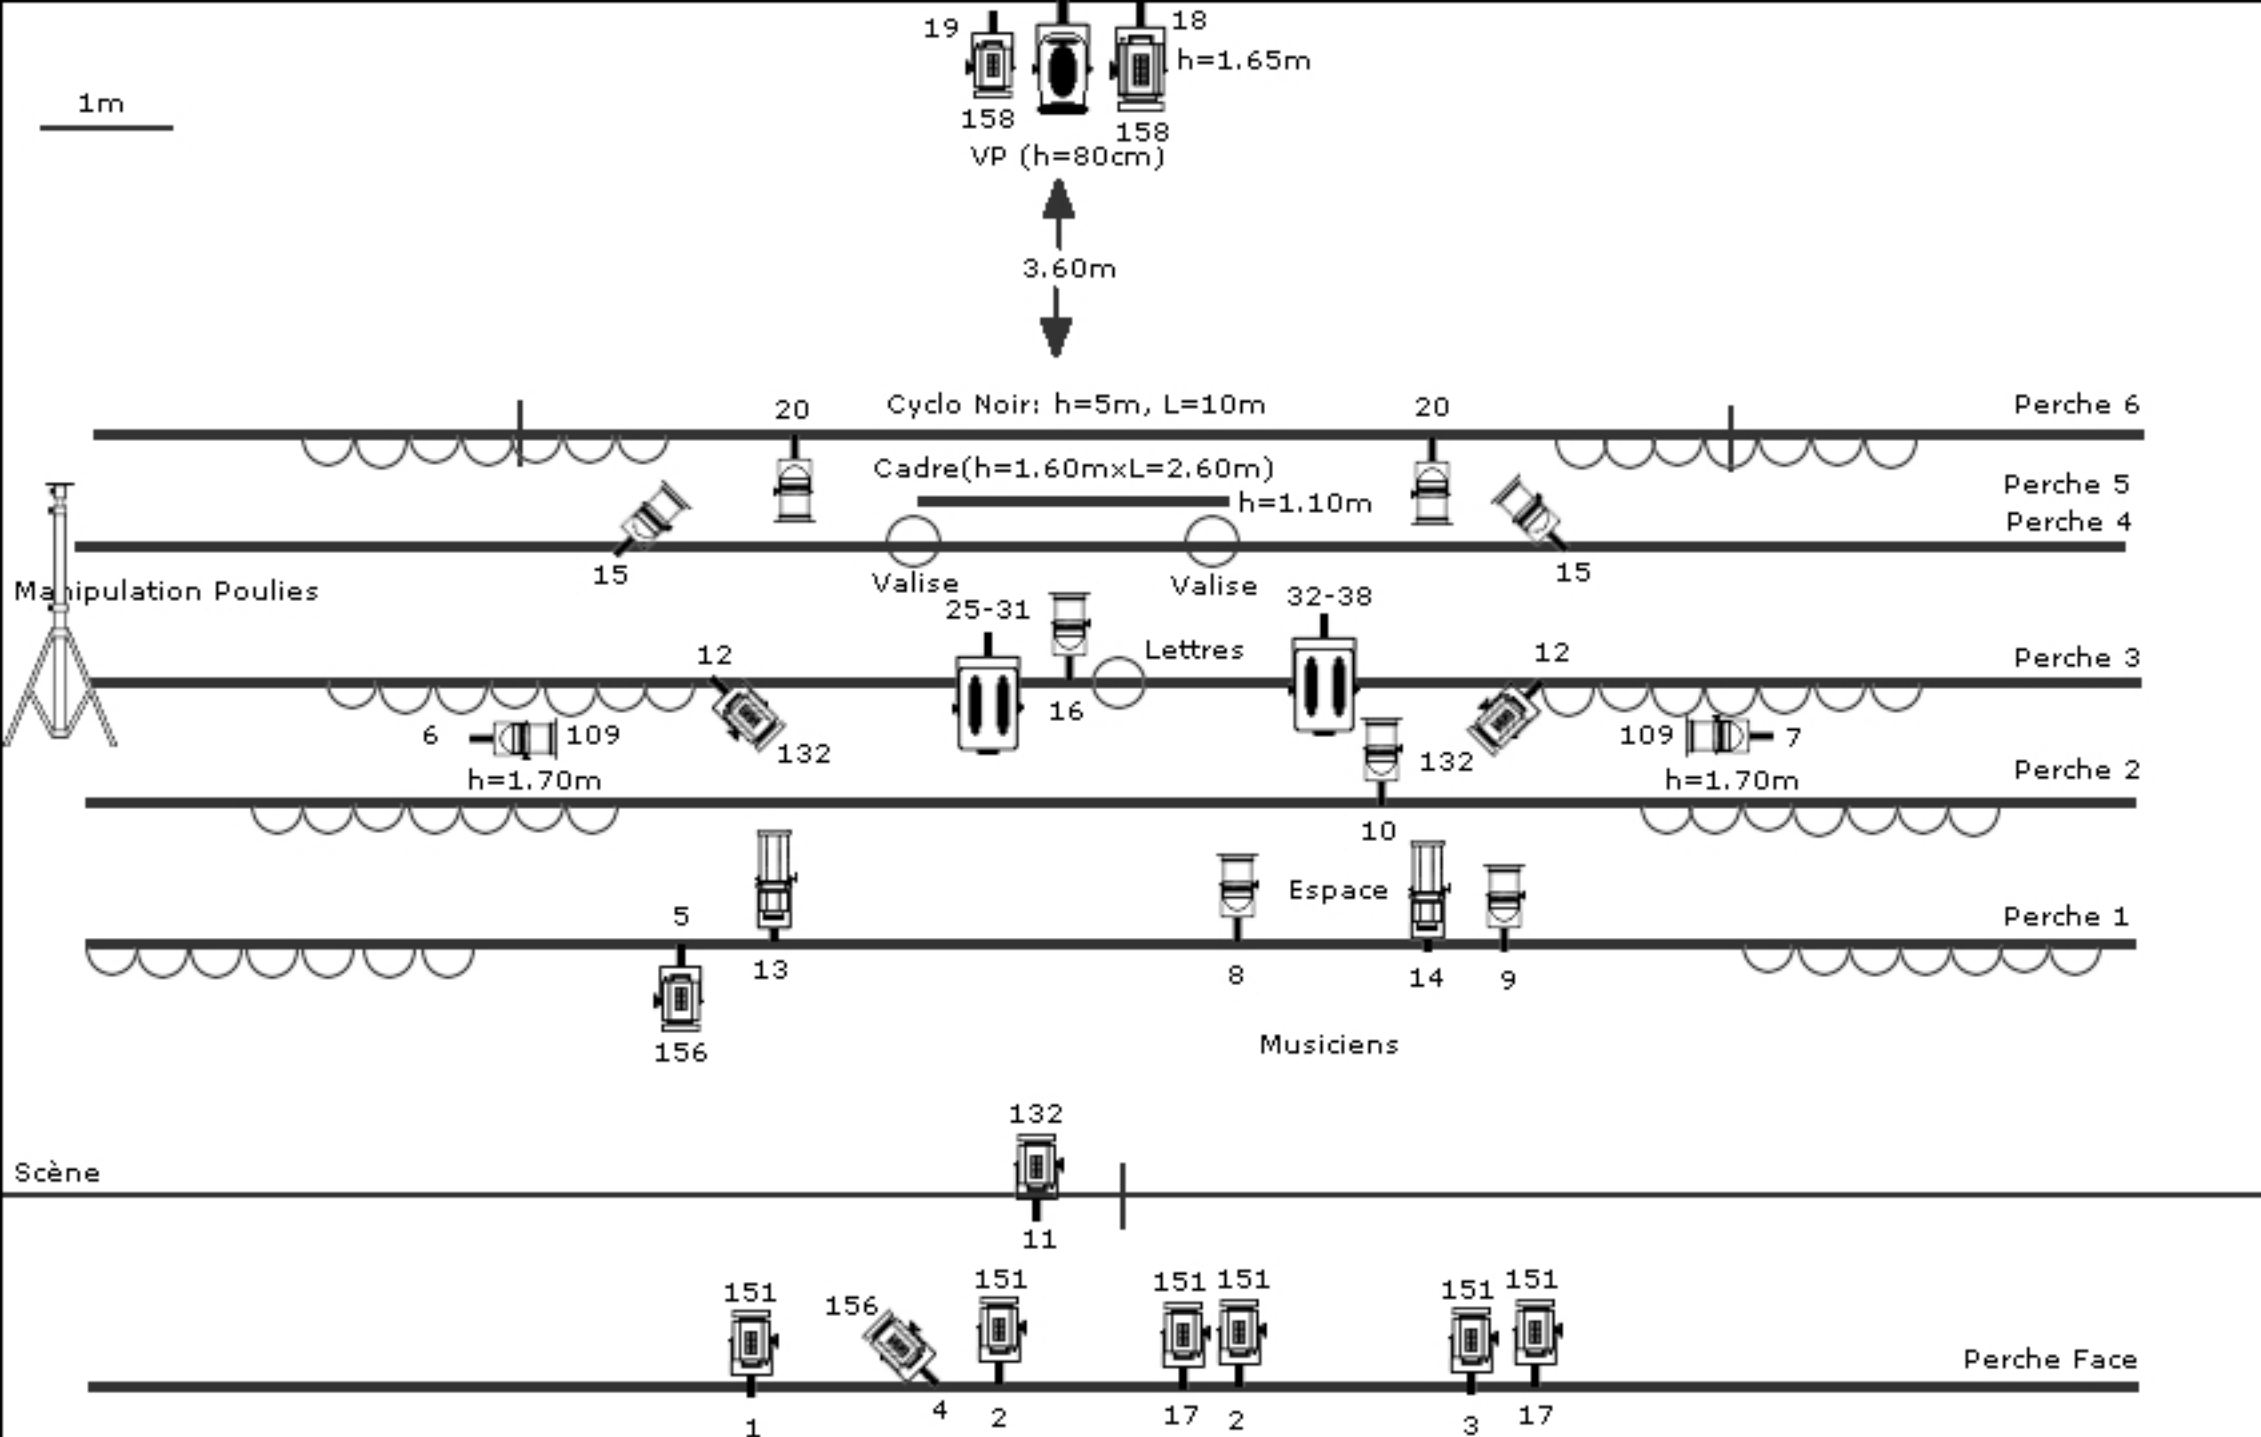 19
18
h=1.65m
1m
158
158
VP (h=80cm)
3.60m
20
Cyclo Noir: h=5m, L=10m
20
Perche 6
Cadre(h=1.60mxL=2.60m)
h=1.10m
Perche 5
Perche 4
15
Valise
Valise
15
Manipulation Poulies
25-31
32-38
12
Lettres
12
Perche 3
16
6
109
132
132
109
7
h=1.70m
h=1.70m
Perche 2
10
Espace
5
Perche 1
13
8
14
9
156
Musiciens
132
Scène
11
151
156
151
151
151
151
151
Perche Face
1
4
2
17
2
3
17